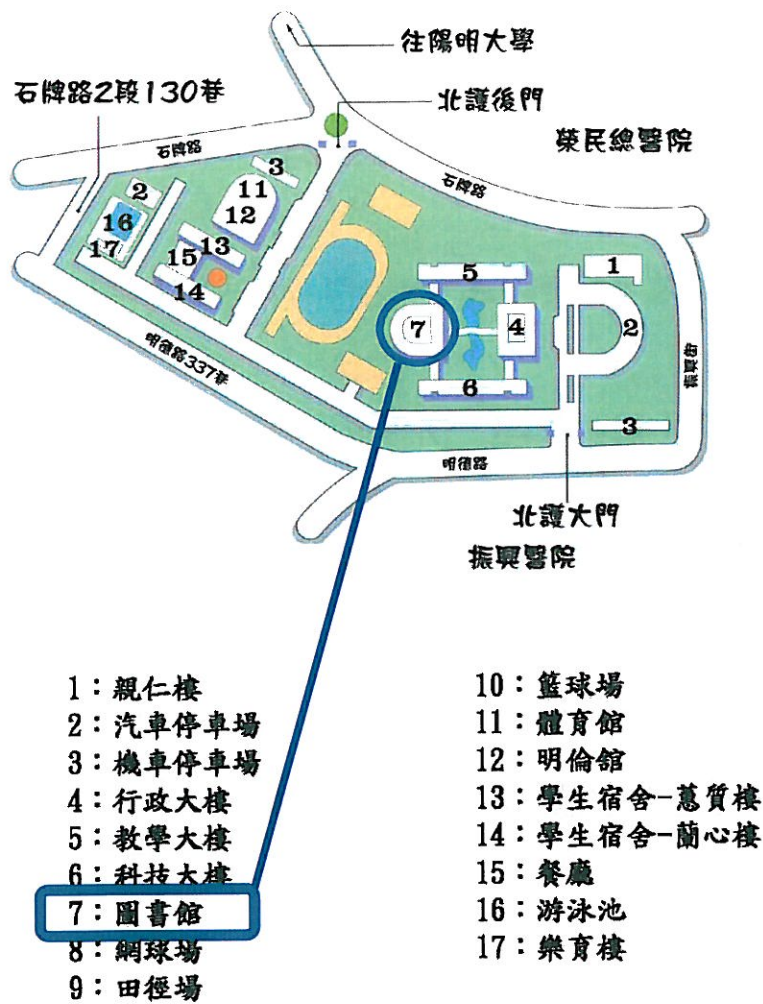 往陽明大學
石牌路2段130巷
北護後門
榮民總醫院
石牌路
石牌路
3
2
11
12
16
17
13
15
14
5
1
7
4
2
6
3
明德路337巷
振興街
明德路
北護大門
振興醫院
1：親仁樓
2：汽車停車場
3：機車停車場
4：行政大樓
5：教學大樓
6：科技大樓
7：圖書館
8：網球場
9：田徑場
10：籃球場
11：體育館
12：明倫館
13：學生宿舍-蕙質樓
14：學生宿舍-蘭心樓
15：餐廳
16：游泳池
17：樂育樓